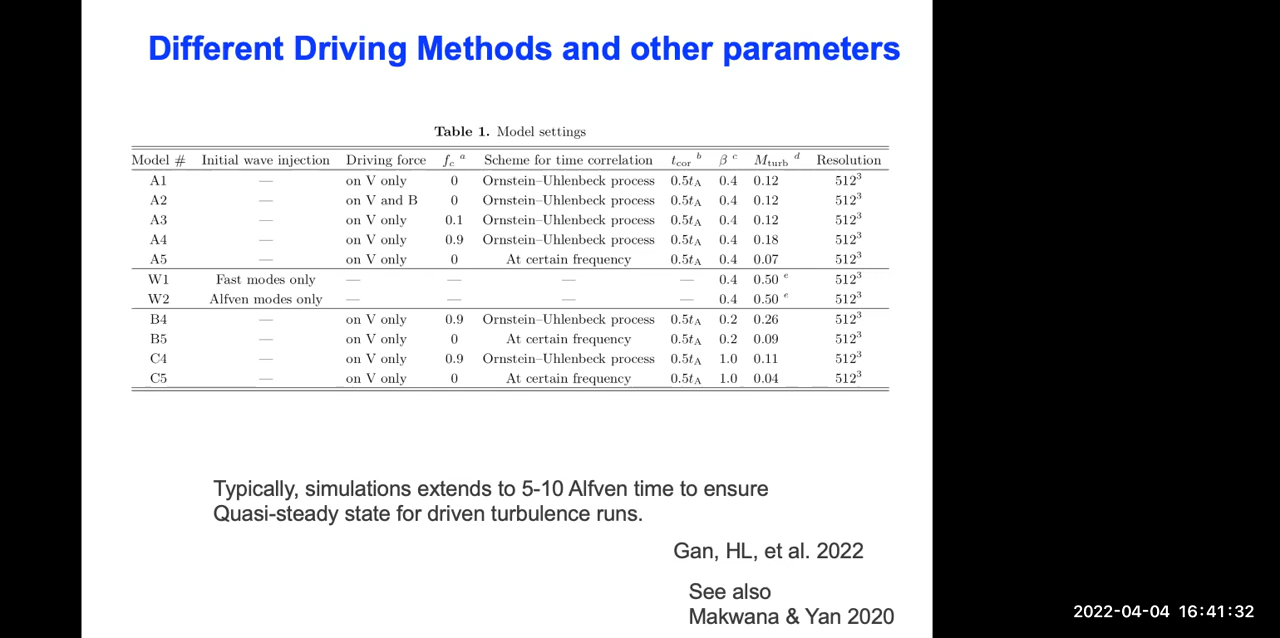 Different Driving Methods and other parameters
Table 1. Model settings
Model # Initial wave injection Driving force f_c ^a Scheme for time correlation t_cor ^b β ^c M_turb ^d Resolution
A1 — on V only 0 Ornstein–Uhlenbeck process 0.5t_A 0.4 0.12 512³
A2 — on V and B 0 Ornstein–Uhlenbeck process 0.5t_A 0.4 0.12 512³
A3 — on V only 0.1 Ornstein–Uhlenbeck process 0.5t_A 0.4 0.12 512³
A4 — on V only 0.9 Ornstein–Uhlenbeck process 0.5t_A 0.4 0.18 512³
A5 — on V only 0 At certain frequency 0.5t_A 0.4 0.07 512³
W1 Fast modes only — — — — 0.4 0.50 ^e 512³
W2 Alfven modes only — — — — 0.4 0.50 ^e 512³
B4 — on V only 0.9 Ornstein–Uhlenbeck process 0.5t_A 0.2 0.26 512³
B5 — on V only 0 At certain frequency 0.5t_A 0.2 0.09 512³
C4 — on V only 0.9 Ornstein–Uhlenbeck process 0.5t_A 1.0 0.11 512³
C5 — on V only 0 At certain frequency 0.5t_A 1.0 0.04 512³
Typically, simulations extends to 5-10 Alfven time to ensure
Quasi-steady state for driven turbulence runs.
Gan, HL, et al. 2022
See also
Makwana & Yan 2020
2022-04-04 16:41:32